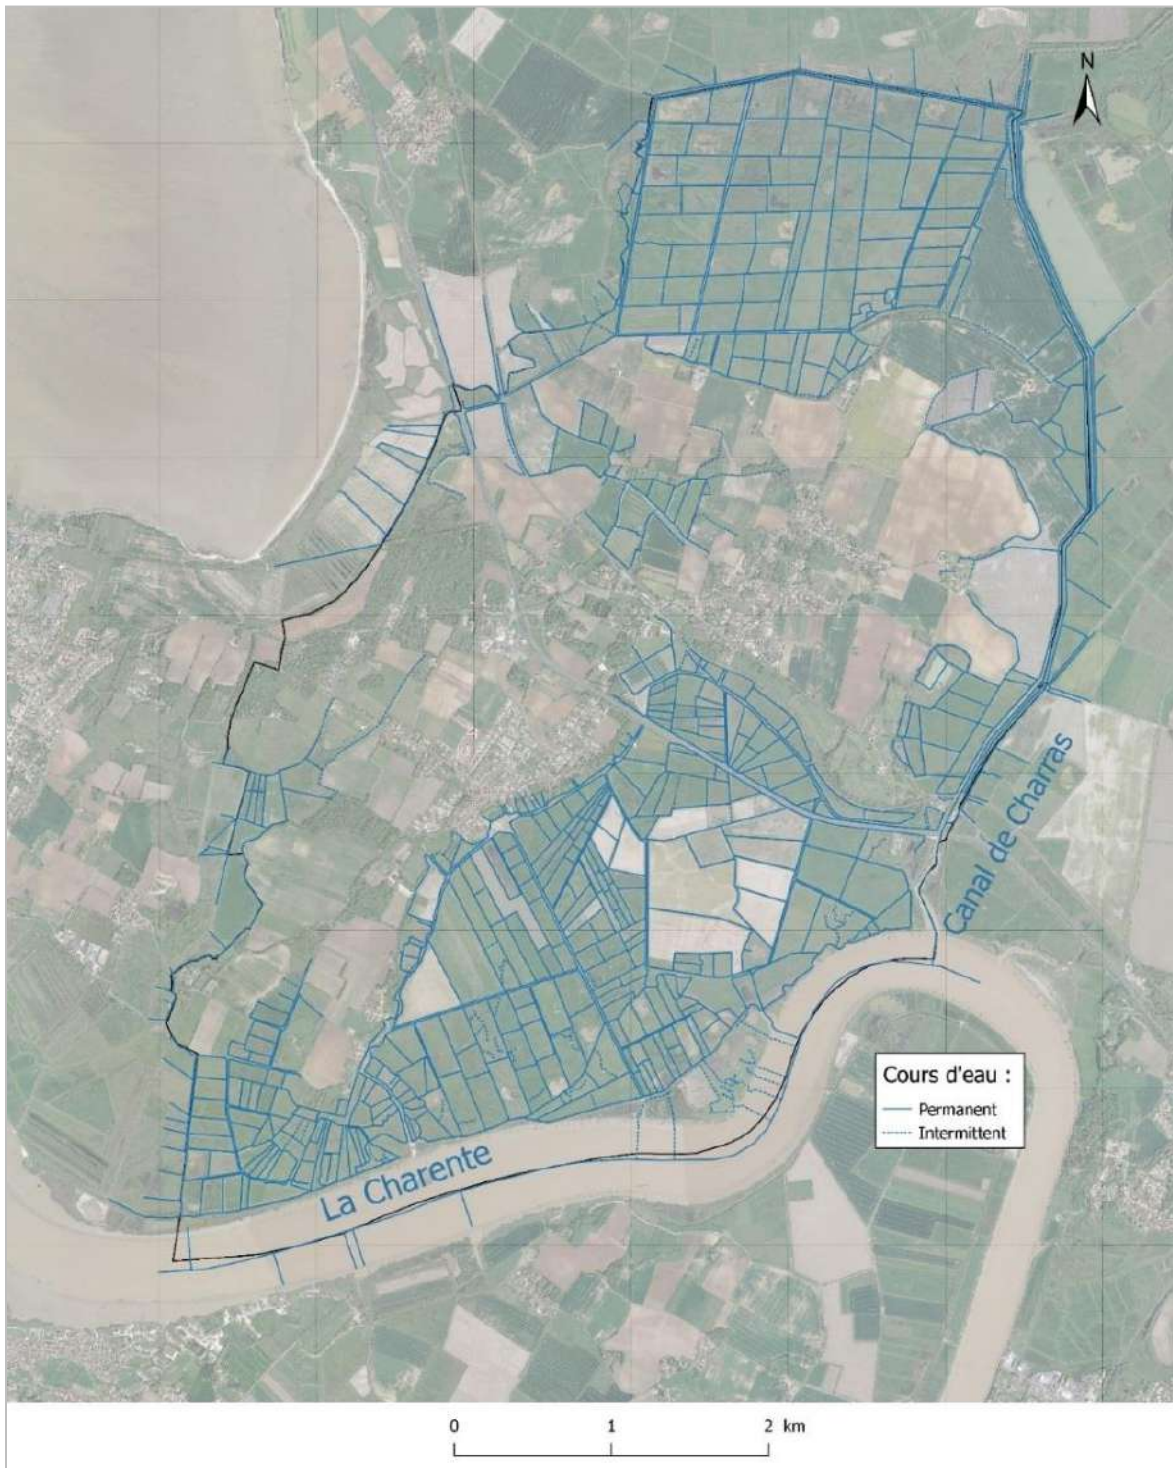 N
Canal de Charras
Cours d'eau :
Permanent
Intermittent
La Charente
0 1 2 km